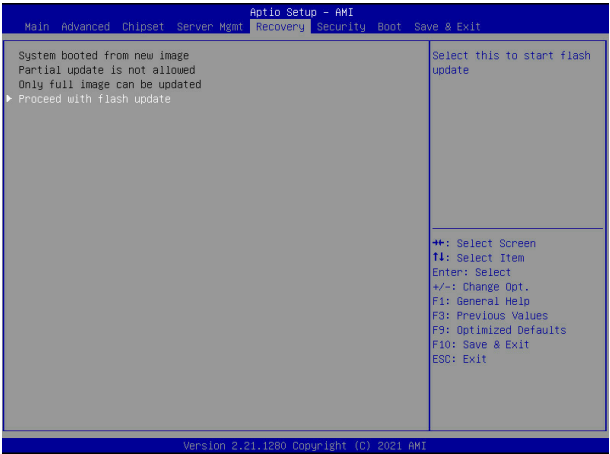 Aptio Setup - AMI
Main Advanced Chipset Server Mgmt Recovery Security Boot Save & Exit
System booted from new image
Partial update is not allowed
Only full image can be updated
Proceed with flash update
Select this to start flash
update
→←: Select Screen
↑↓: Select Item
Enter: Select
+/-: Change Opt.
F1: General Help
F3: Previous Values
F9: Optimized Defaults
F10: Save & Exit
ESC: Exit
Version 2.21.1280 Copyright (C) 2021 AMI